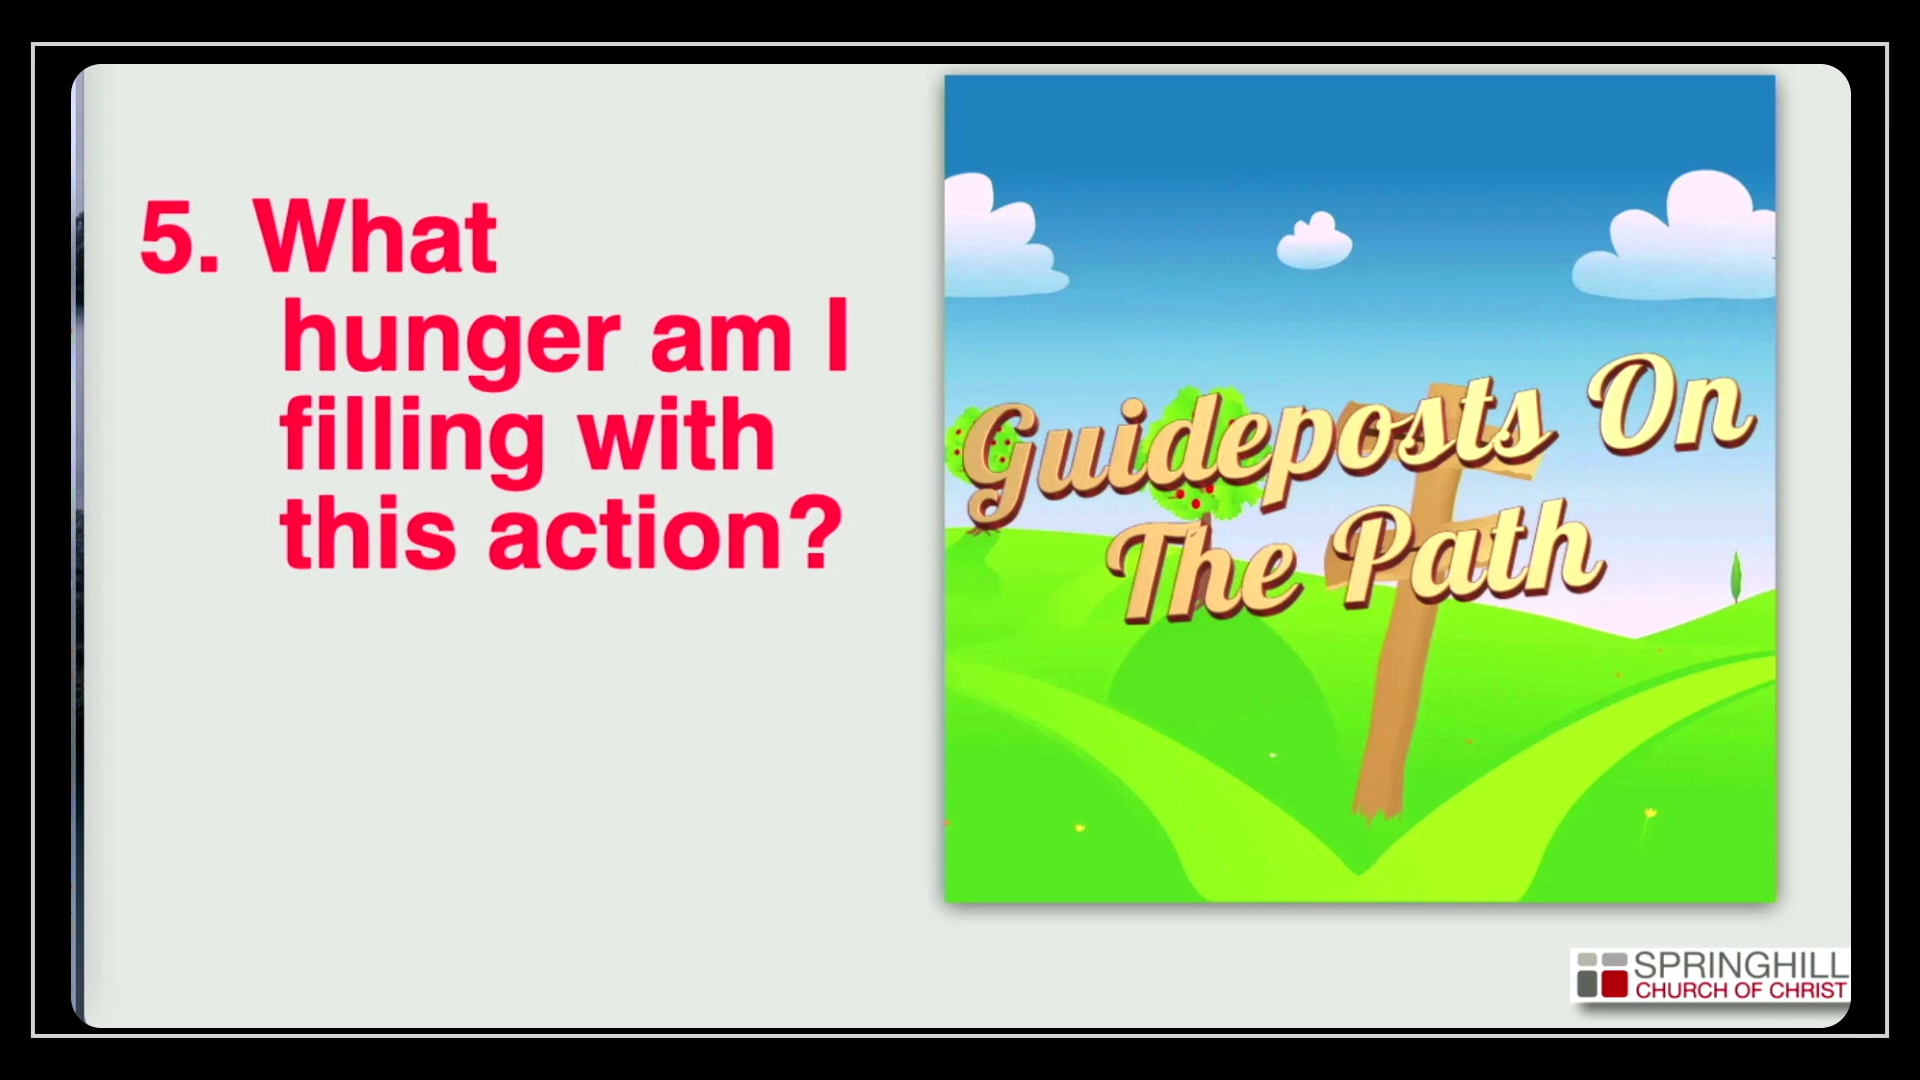 5. What
hunger am I
filling with
this action?
Guideposts On
The Path
SPRINGHILL
CHURCH OF CHRIST